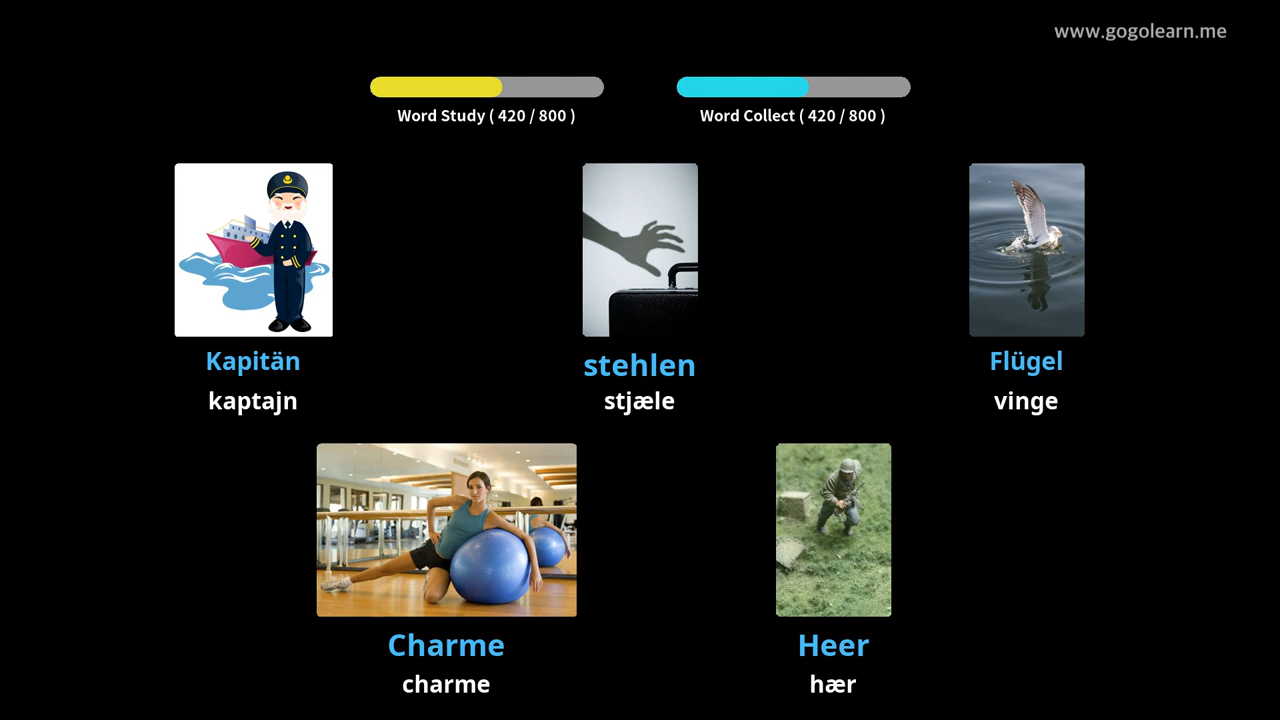 www.gogolearn.me
Word Study ( 420 / 800 )
Word Collect ( 420 / 800 )
Kapitän
kaptajn
stehlen
stjæle
Flügel
vinge
Charme
charme
Heer
hær